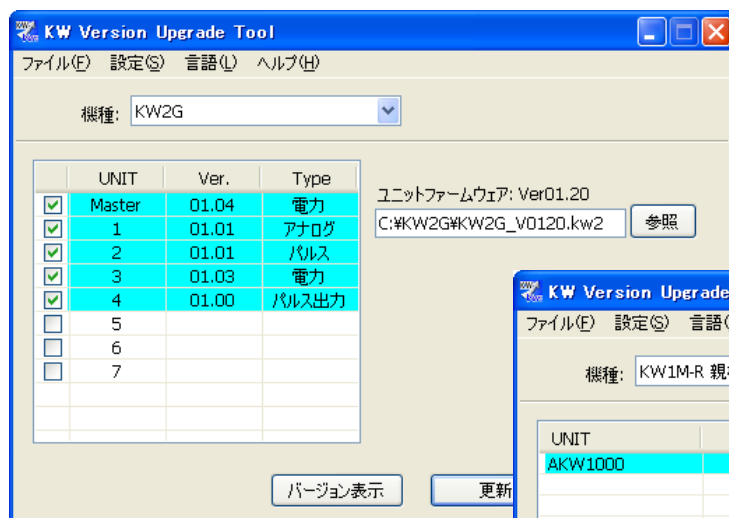 KW Version Upgrade Tool
ファイル(F) 設定(S) 言語(L) ヘルプ(H)
機種: KW2G
UNIT Ver. Type
Master 01.04 電力
1 01.01 アナログ
2 01.01 パルス
3 01.03 電力
4 01.00 パルス出力
5
6
7
ユニットファームウェア: Ver01.20
C:¥KW2G¥KW2G_V0120.kw2 参照
バージョン表示 更新
KW Version Upgrade
ファイル(F) 設定(S) 言語(
機種: KW1M-R 親
UNIT
AKW1000